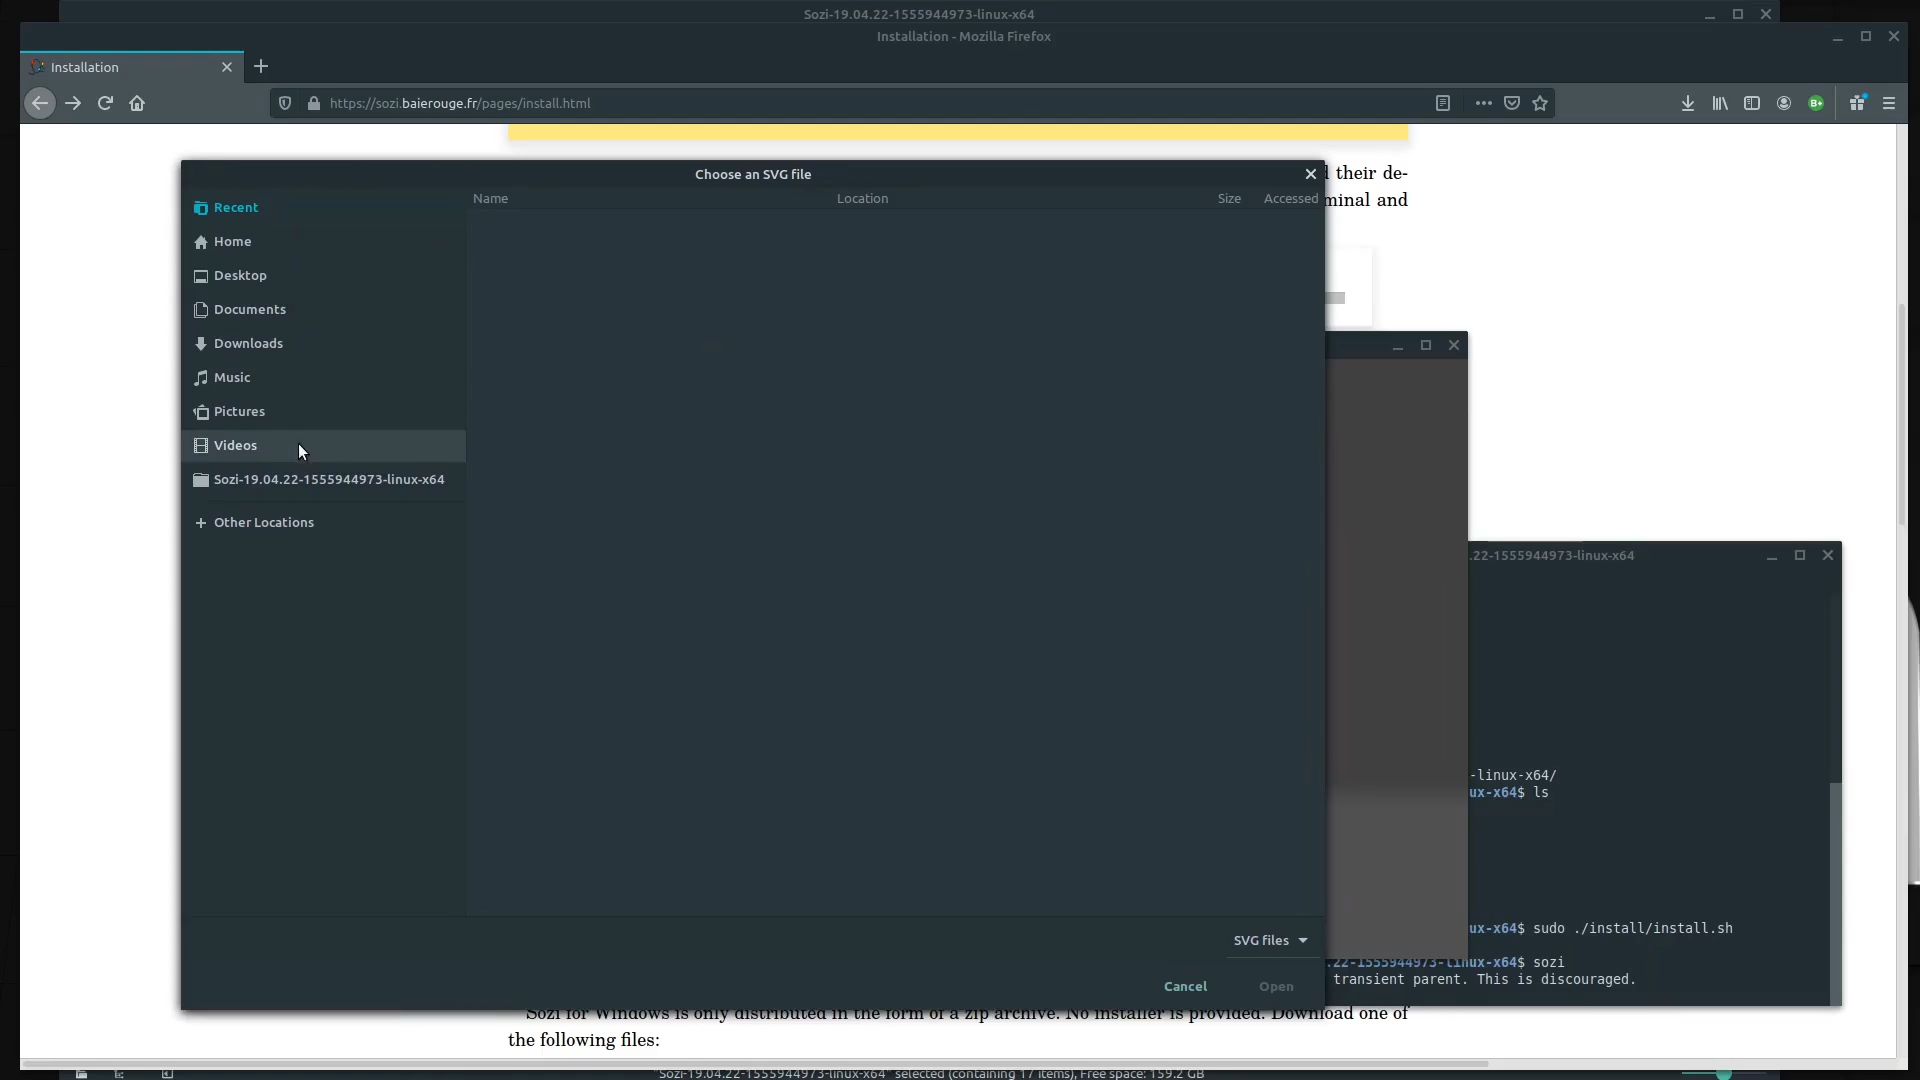 Sozi-19.04.22-1555944973-linux-x64
Installation - Mozilla Firefox
Installation
https://sozi.baierouge.fr/pages/install.html
their de-
minal and
Choose an SVG file
Name Location Size Accessed
Recent
Home
Desktop
Documents
Downloads
Music
Pictures
Videos
Sozi-19.04.22-1555944973-linux-x64
Other Locations
SVG files
Cancel Open
.22-1555944973-linux-x64
-linux-x64/
ux-x64$ ls
ux-x64$ sudo ./install/install.sh
.22-1555944973-linux-x64$ sozi
transient parent. This is discouraged.
Sozi for Windows is only distributed in the form of a zip archive. No installer is provided. Download one of
the following files:
"Sozi-19.04.22-1555944973-linux-x64" selected (containing 17 items), Free space: 159.2 GB